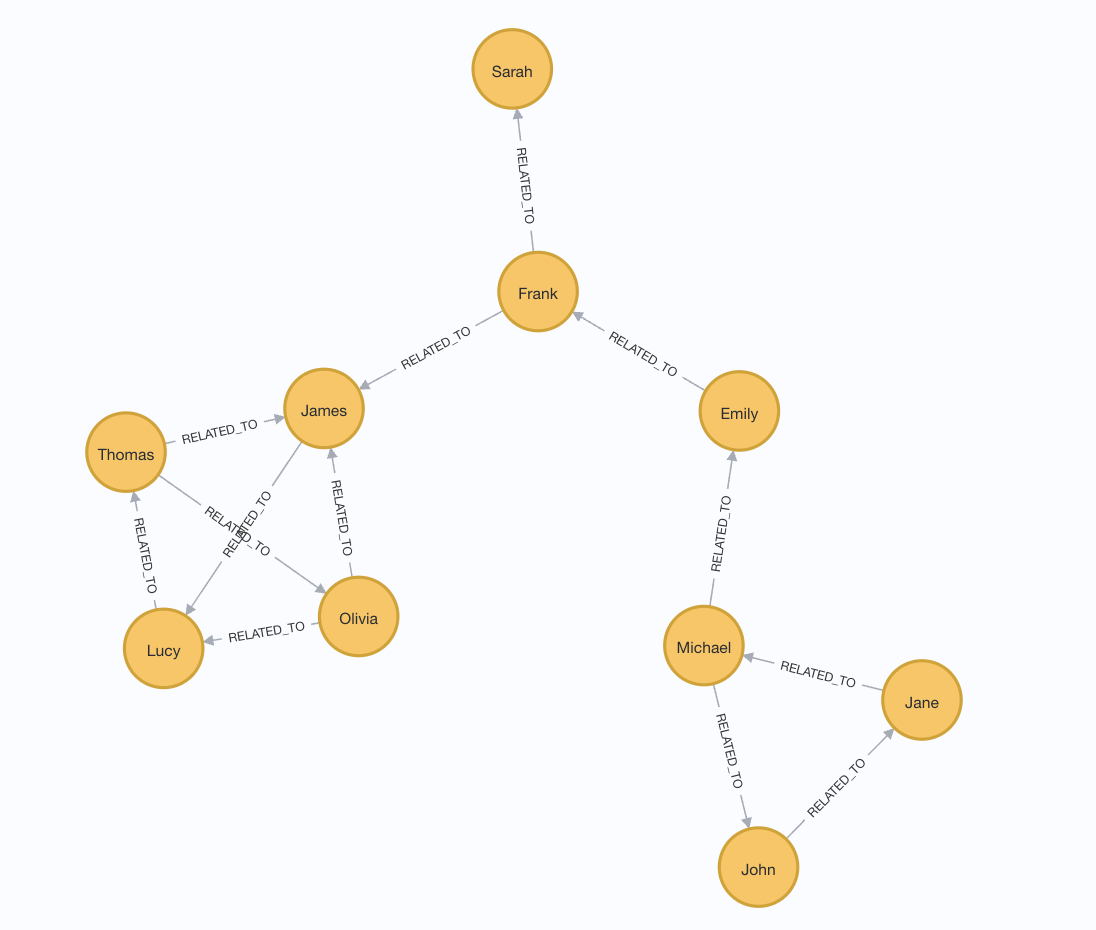 Sarah
RELATED_TO
Frank
RELATED_TO
RELATED_TO
James
Emily
RELATED_TO
Thomas
RELATED_TO
RELATED_TO
RELATED_TO
RELATED_TO
RELATED_TO
RELATED_TO
Olivia
RELATED_TO
Lucy
Michael
RELATED_TO
Jane
RELATED_TO
RELATED_TO
John